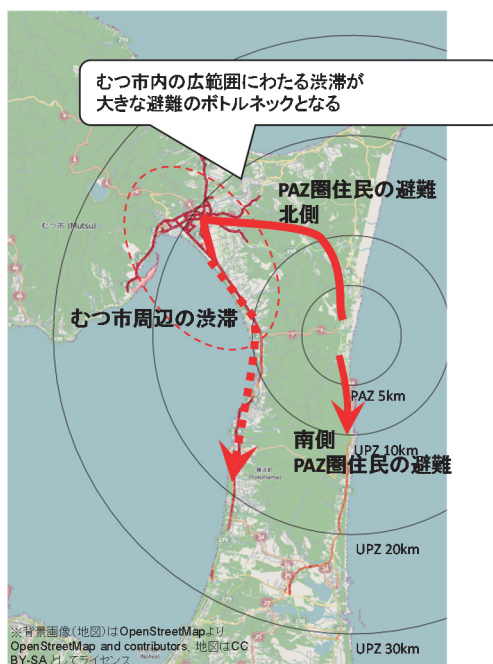 むつ市内の広範囲にわたる渋滞が
大きな避難のボトルネックとなる
PAZ圏住民の避難
北側
むつ市 (Mutsu)
むつ市周辺の渋滞
PAZ 5km
南側
UPZ 10km
PAZ圏住民の避難
横浜町
(Yokohama)
UPZ 20km
UPZ 30km
※背景画像(地図)はOpenStreetMapより
OpenStreetMap and contributors 地図はCC
BY-SA としてライセンス